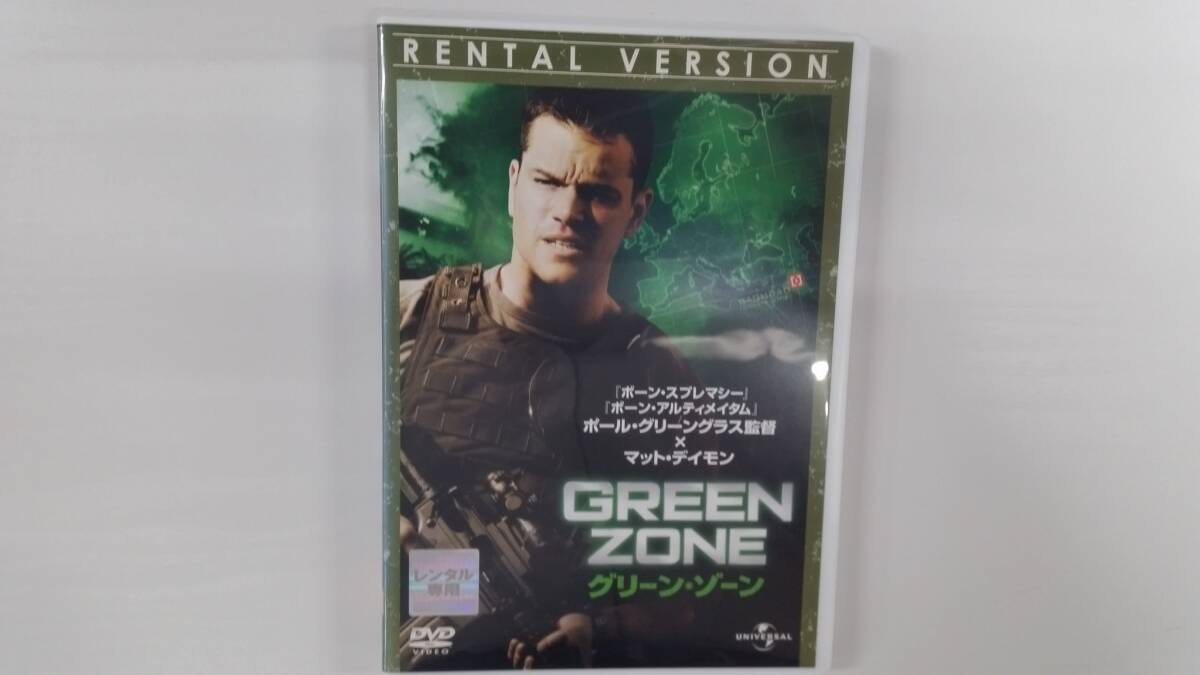 RENTAL VERSION
BAGHDAD
『ボーン・スプレマシー』
『ボーン・アルティメイタム』
ポール・グリーングラス監督
×
マット・デイモン
GREEN
ZONE
グリーン・ゾーン
レンタル
専用
DVD
VIDEO
UNIVERSAL